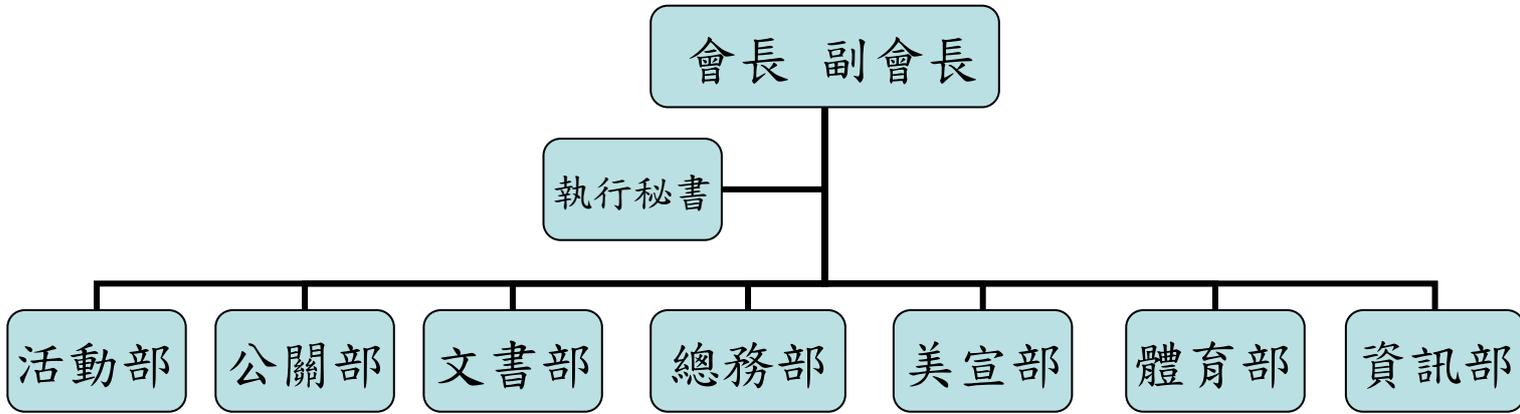 會長 副會長
執行秘書
活動部
公關部
文書部
總務部
美宣部
體育部
資訊部